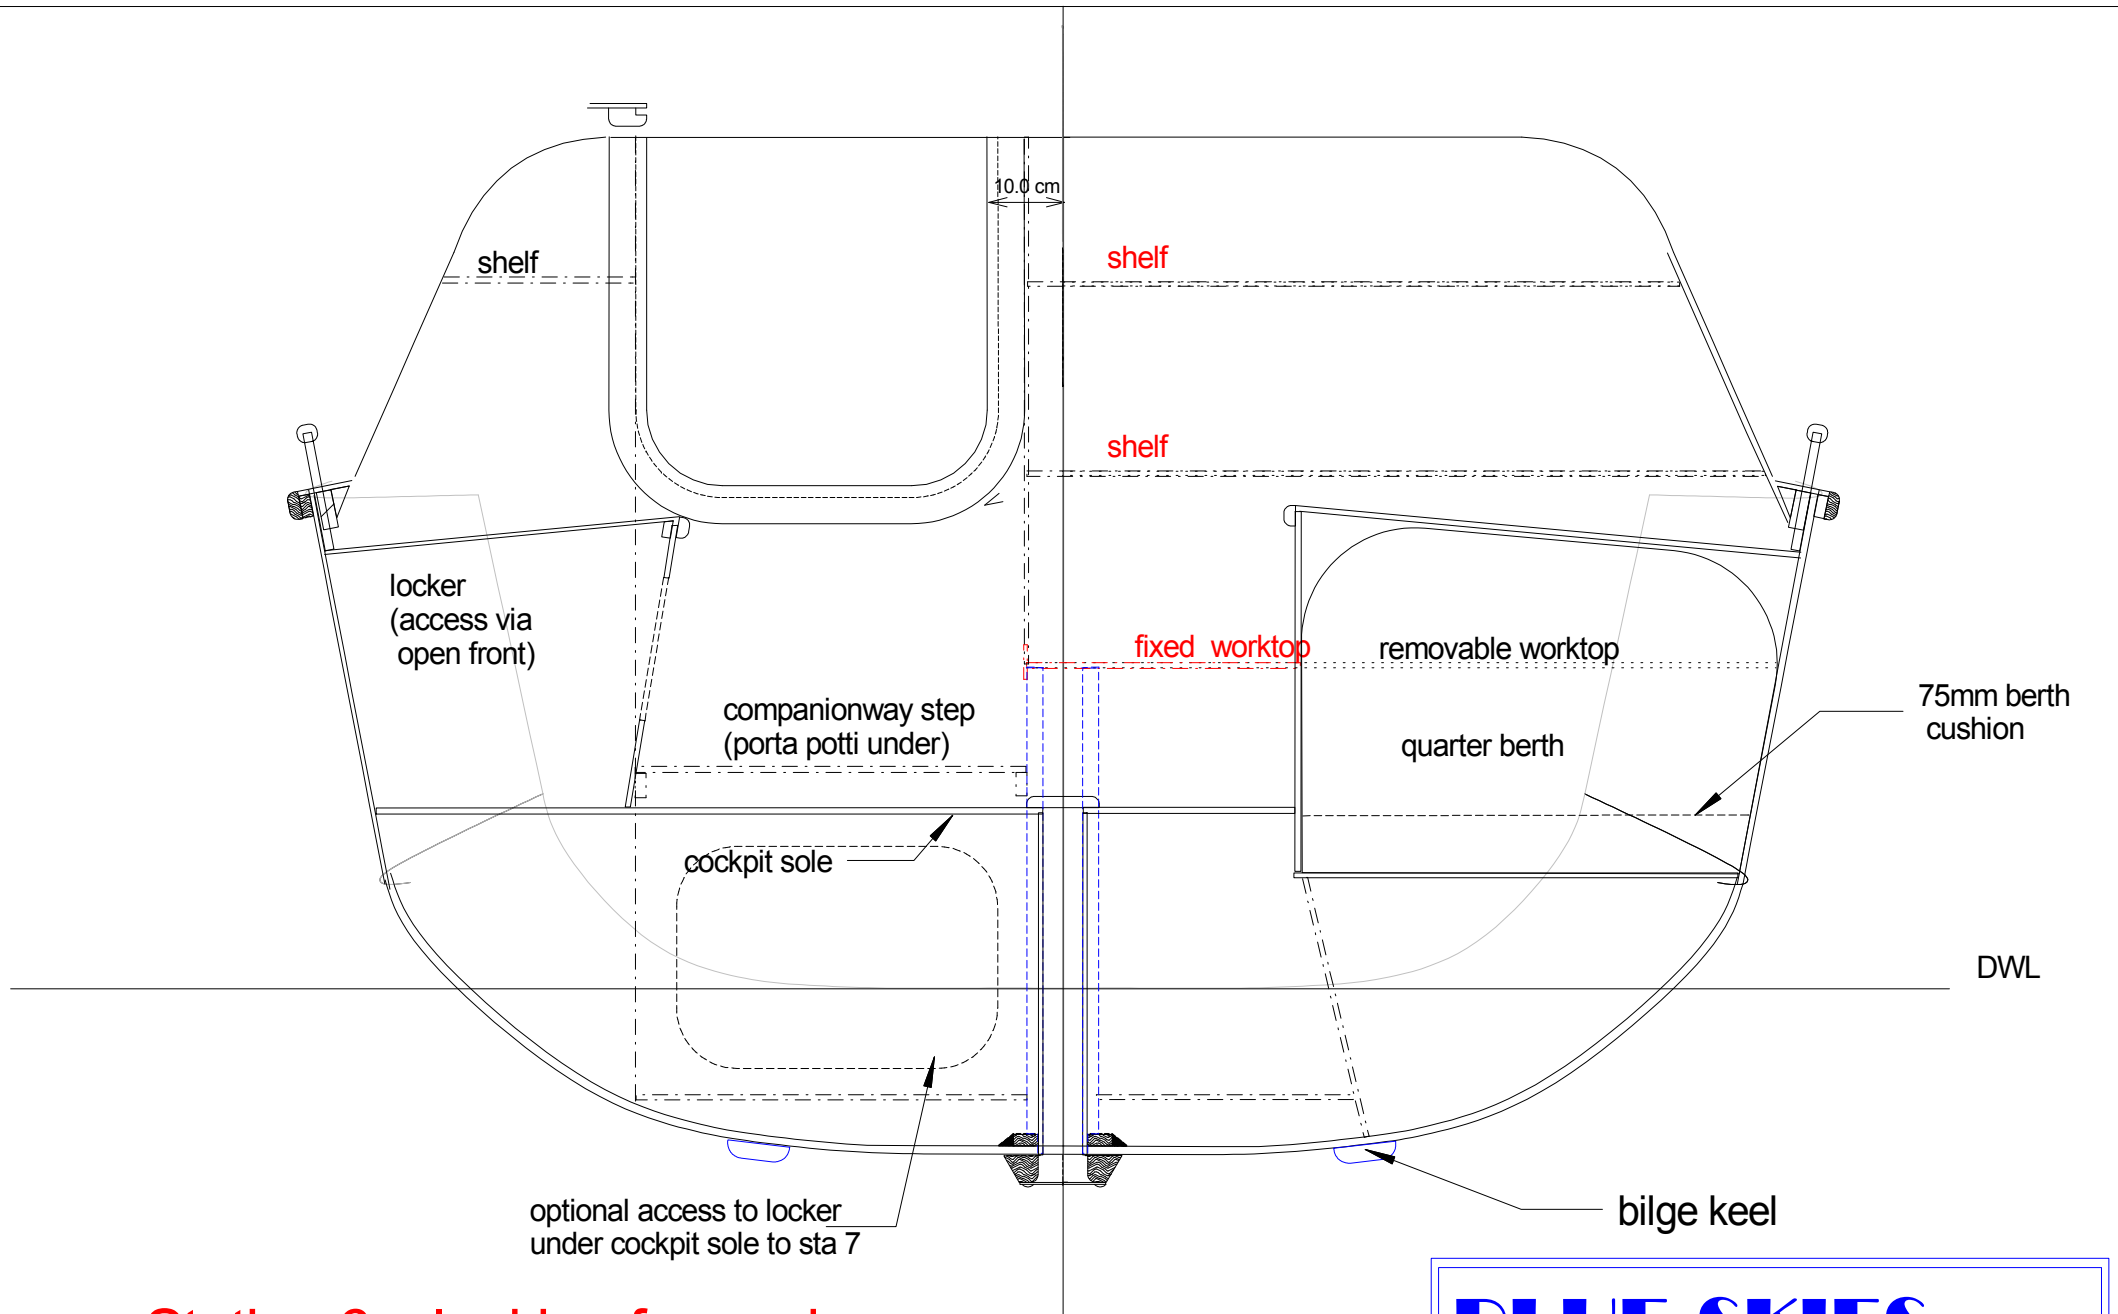 10.0 cm
shelf
shelf
shelf
locker
(access via
open front)
fixed worktop
removable worktop
75mm berth
cushion
companionway step
(porta potti under)
quarter berth
cockpit sole
DWL
optional access to locker
under cockpit sole to sta 7
bilge keel
BLUE SKIES